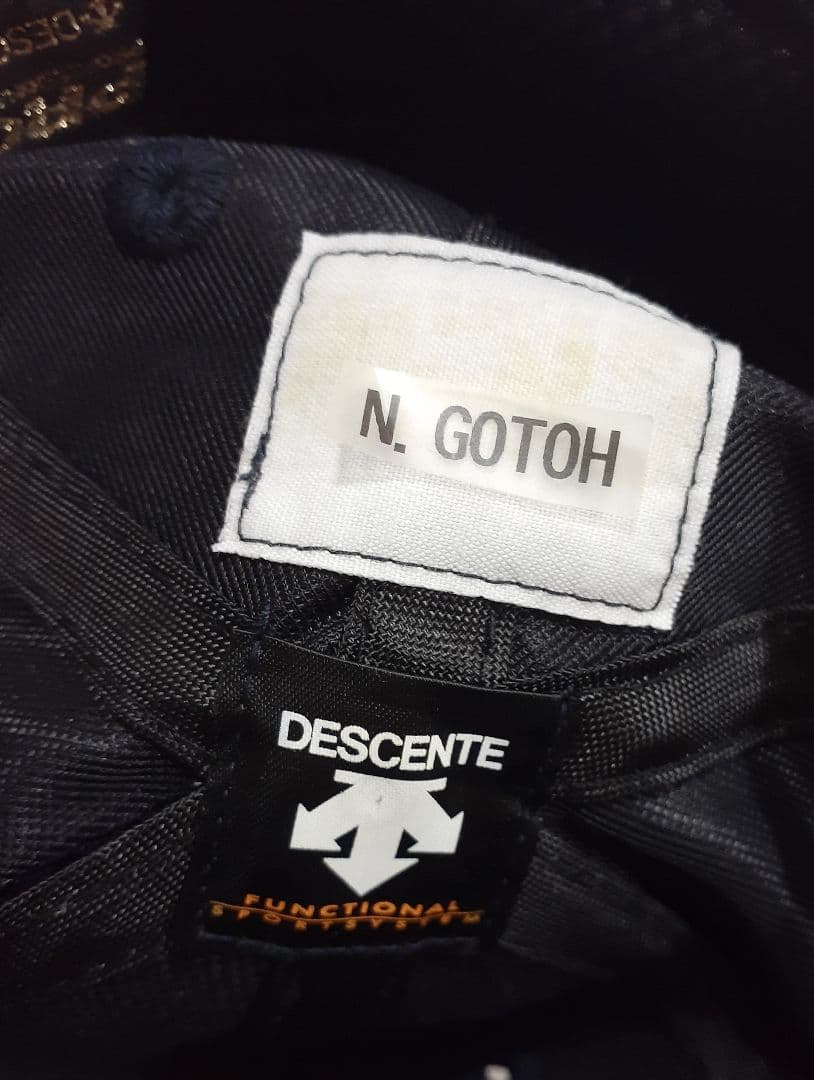 N. GOTOH
DESCENTE
FUNCTIONAL
SPORTSYSTEM